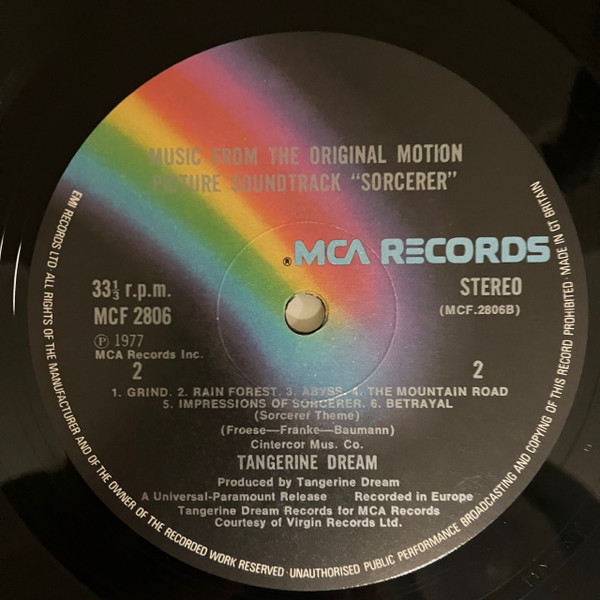 MUSIC FROM THE ORIGINAL MOTION
PICTURE SOUNDTRACK "SORCERER"
® MCA RECORDS
33⅓ r.p.m.
MCF 2806
STEREO
(MCF.2806B)
Ⓟ 1977
MCA Records Inc.
2
2
1. GRIND. 2. RAIN FOREST. 3. ABYSS. 4. THE MOUNTAIN ROAD
5. IMPRESSIONS OF SORCERER. 6. BETRAYAL
(Sorcerer Theme)
(Froese—Franke—Baumann)
Cintercor Mus. Co.
TANGERINE DREAM
Produced by Tangerine Dream
A Universal-Paramount Release Recorded in Europe
Tangerine Dream Records for MCA Records
Courtesy of Virgin Records Ltd.
EMI RECORDS LTD · ALL RIGHTS OF THE MANUFACTURER AND OF THE OWNER OF THE RECORDED WORK RESERVED · UNAUTHORISED PUBLIC PERFORMANCE BROADCASTING AND COPYING OF THIS RECORD PROHIBITED · MADE IN GT BRITAIN